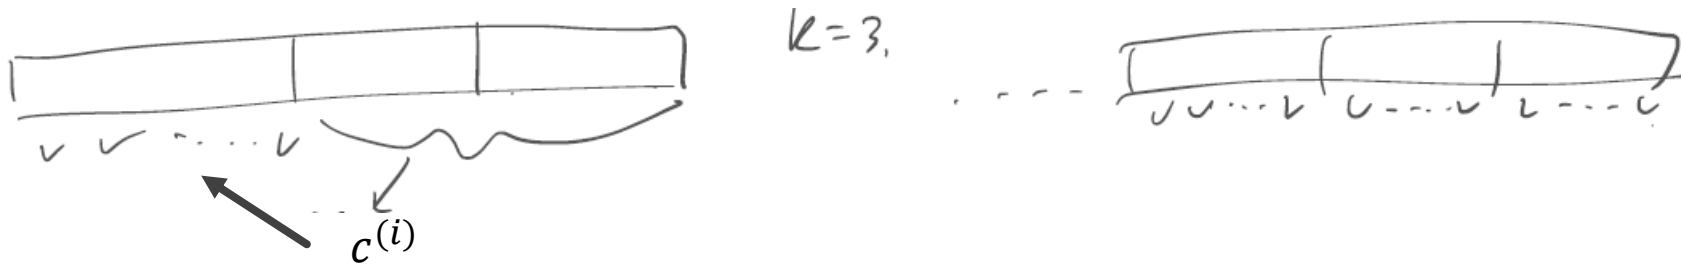 k=3.
v v ..... v
v v ... v v ---- v v ---- v
c^{(i)}